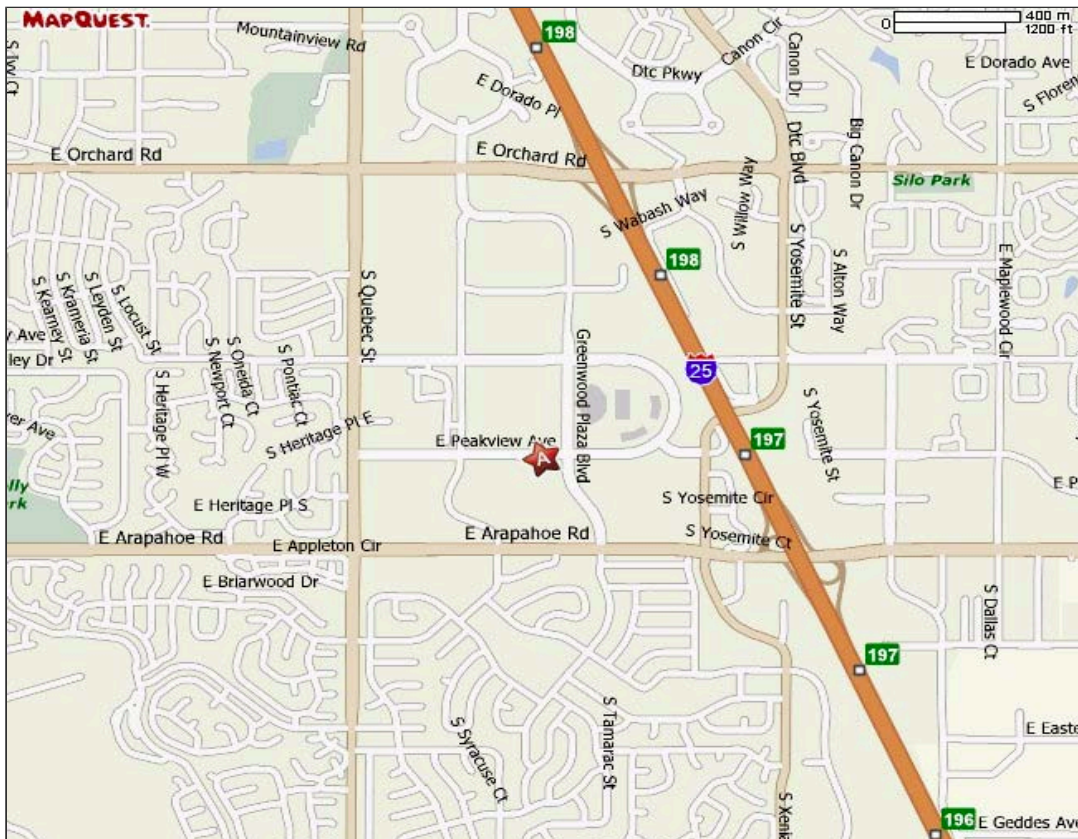 MAPQUEST.
198
0
400 m
1200 ft
Mountainview Rd
Dtc Pkwy
Canon Cir
Canon Dr
E Dorado Ave
S Ivy Ct
E Dorado Pl
Big Canon Dr
E Orchard Rd
E Orchard Rd
Dtc Blvd
Silo Park
S Willow Way
S Wabash Way
S Yosemite St
S Alton Way
E Maplewood Cir
198
S Quebec St
S Kearney St
S Krameria St
S Leyden St
S Locust St
S Oneida Ct
S Newport Ct
S Pontiac Ct
S Heritage Pl W
S Heritage Pl E
Greenwood Plaza Blvd
25
S Yosemite St
E Peakview Ave
A
197
E Heritage Pl S
S Yosemite Cir
E Arapahoe Rd
E Appleton Cir
E Arapahoe Rd
S Yosemite Ct
E Briarwood Dr
S Dallas Ct
197
S Syracuse Ct
S Tamarac St
196
E Geddes Ave